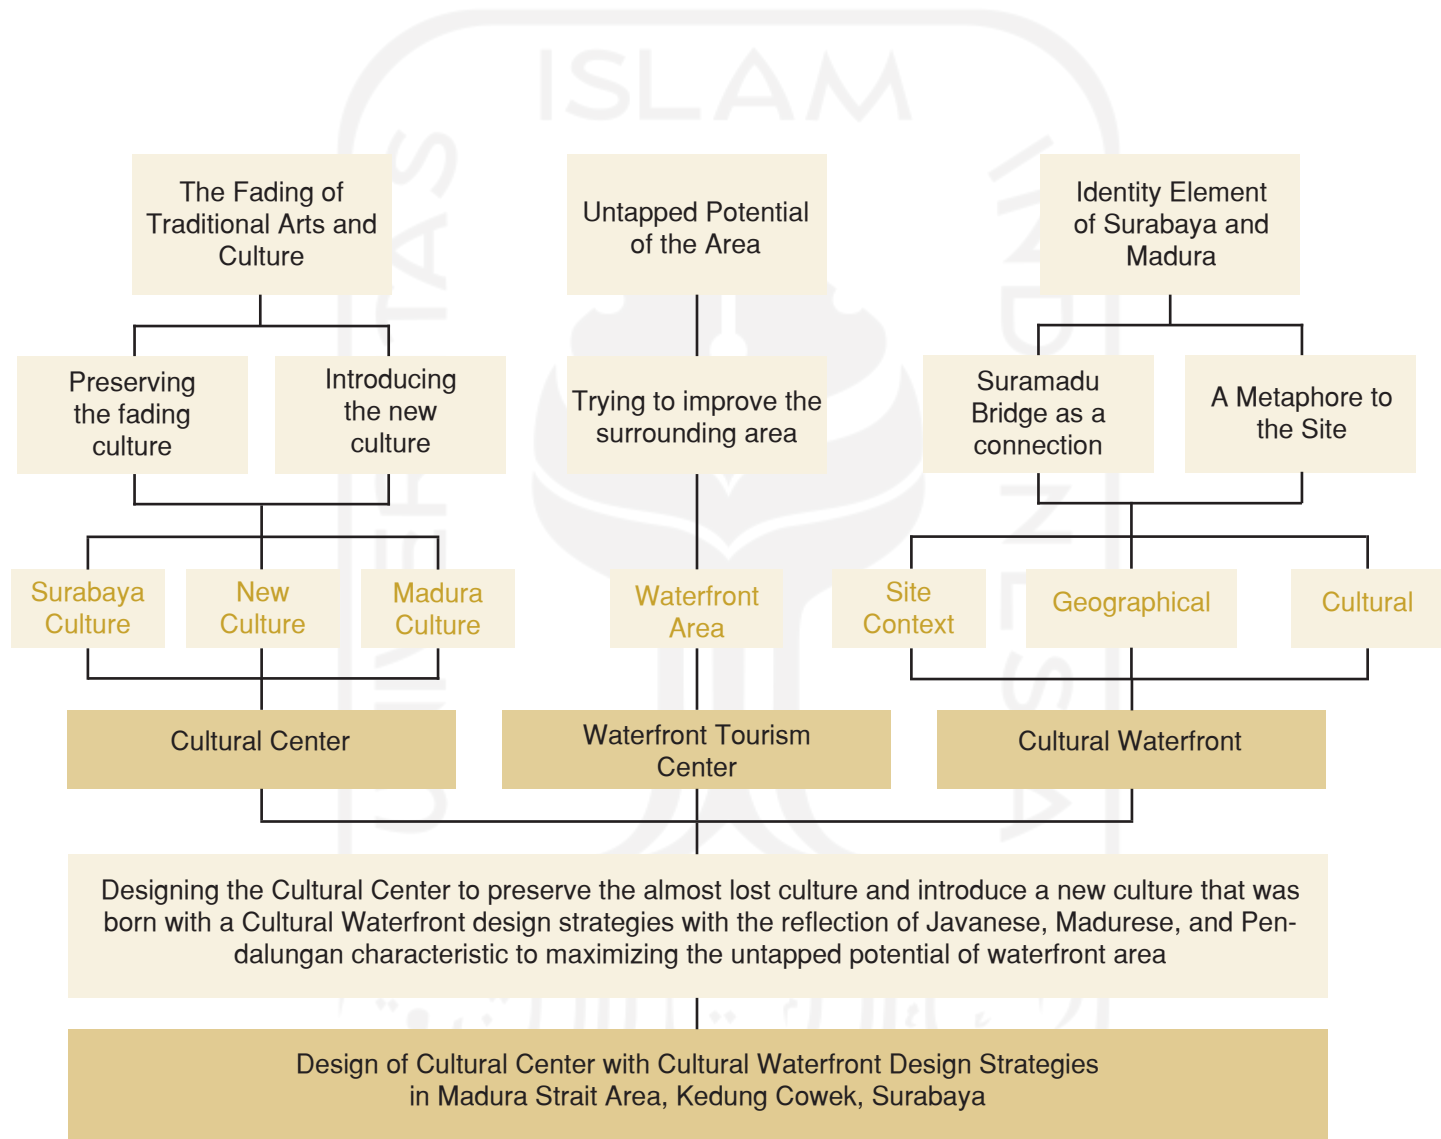 ISLAM
UNIVERSITAS
INDONESIA
The Fading of
Traditional Arts and
Culture
Untapped Potential
of the Area
Identity Element
of Surabaya and
Madura
Preserving
the fading
culture
Introducing
the new
culture
Trying to improve the
surrounding area
Suramadu
Bridge as a
connection
A Metaphore to
the Site
Surabaya
Culture
New
Culture
Madura
Culture
Waterfront
Area
Site
Context
Geographical
Cultural
Cultural Center
Waterfront Tourism
Center
Cultural Waterfront
Designing the Cultural Center to preserve the almost lost culture and introduce a new culture that was
born with a Cultural Waterfront design strategies with the reflection of Javanese, Madurese, and Pen-
dalungan characteristic to maximizing the untapped potential of waterfront area
Design of Cultural Center with Cultural Waterfront Design Strategies
in Madura Strait Area, Kedung Cowek, Surabaya